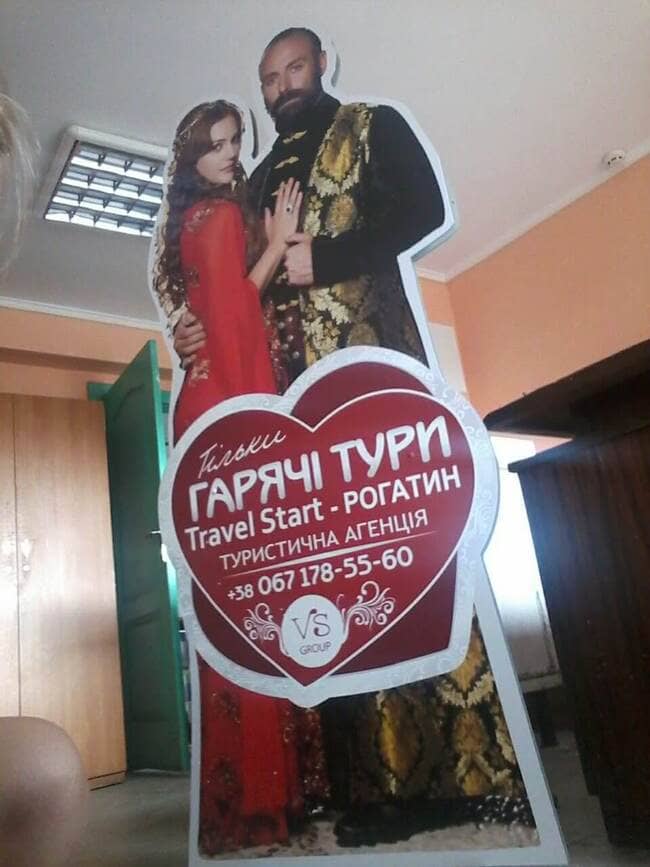 Тільки
ГАРЯЧІ ТУРИ
Travel Start - РОГАТИН
ТУРИСТИЧНА АГЕНЦІЯ
+38 067 178-55-60
VS
GROUP